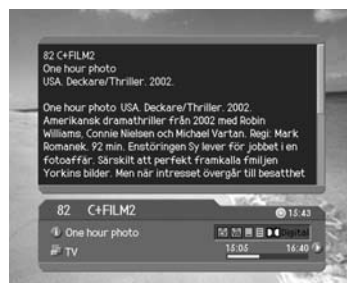 82 C+FILM2
One hour photo
USA. Deckare/Thriller. 2002.
One hour photo USA. Deckare/Thriller. 2002.
Amerikansk dramathriller från 2002 med Robin
Williams, Connie Nielsen och Michael Vartan. Regi: Mark
Romanek. 92 min. Enstöringen Sy lever för jobbet i en
fotoaffär. Särskilt att perfekt framkalla fmiljen
Yorkins bilder. Men när intresset övergår till besatthet
82 C+FILM2 15:43
One hour photo Digital
TV 15:05 16:40